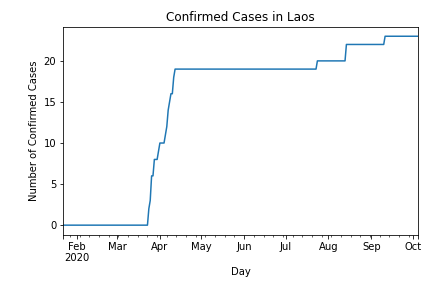 Confirmed Cases in Laos
Number of Confirmed Cases
20
15
10
5
0
Feb Mar Apr May Jun Jul Aug Sep Oct
2020
Day